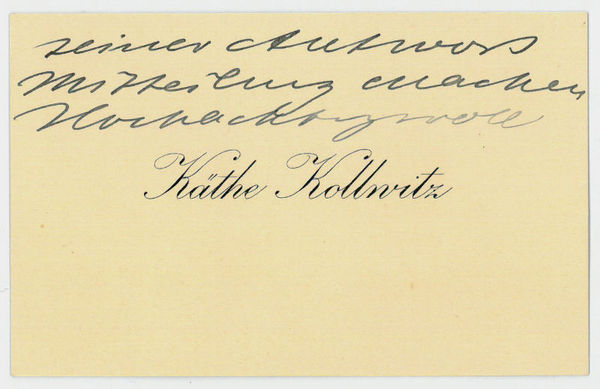 seiner Antwort
Mitteilung machen
Hochachtungsvoll
Käthe Kollwitz